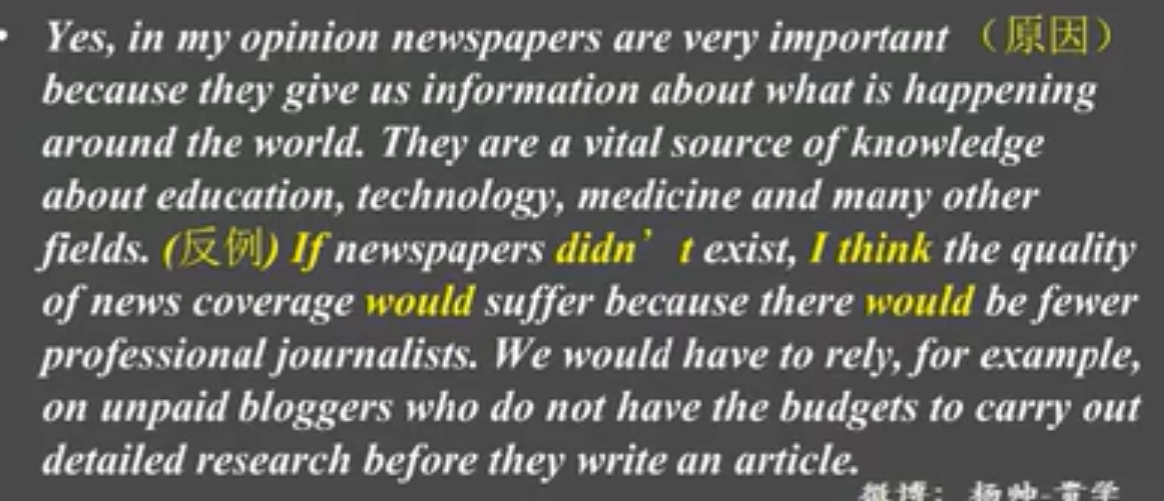 • Yes, in my opinion newspapers are very important （原因）
because they give us information about what is happening
around the world. They are a vital source of knowledge
about education, technology, medicine and many other
fields. (反例) If newspapers didn’t exist, I think the quality
of news coverage would suffer because there would be fewer
professional journalists. We would have to rely, for example,
on unpaid bloggers who do not have the budgets to carry out
detailed research before they write an article.
微博：